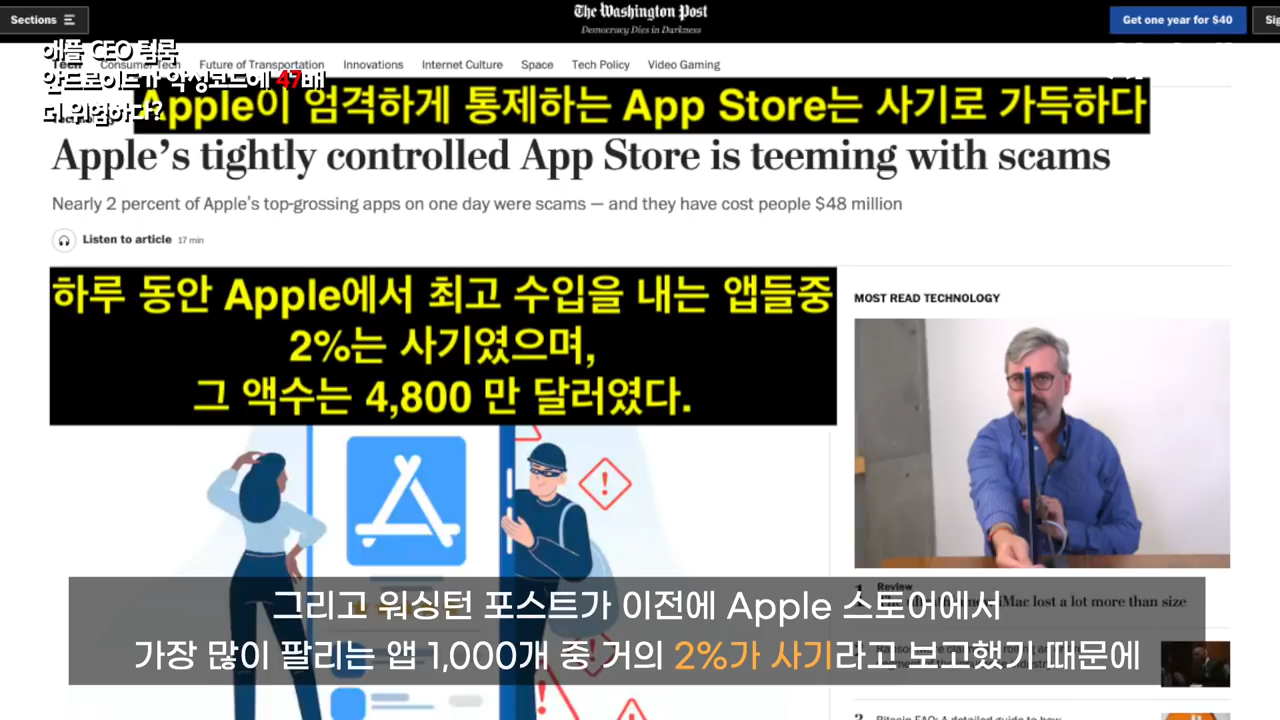 Sections
The Washington Post
Democracy Dies in Darkness
Get one year for $40
애플 CEO 팀쿡
안드로이드가 악성코드에 47배
더 위험하다?
Tech Consumer Tech Future of Transportation Innovations Internet Culture Space Tech Policy Video Gaming
Apple이 엄격하게 통제하는 App Store는 사기로 가득하다
Apple's tightly controlled App Store is teeming with scams
Nearly 2 percent of Apple's top-grossing apps on one day were scams — and they have cost people $48 million
Listen to article 17 min
하루 동안 Apple에서 최고 수입을 내는 앱들중
2%는 사기였으며,
그 액수는 4,800 만 달러였다.
MOST READ TECHNOLOGY
1 Review
iMac lost a lot more than size
그리고 워싱턴 포스트가 이전에 Apple 스토어에서
가장 많이 팔리는 앱 1,000개 중 거의 2%가 사기라고 보고했기 때문에